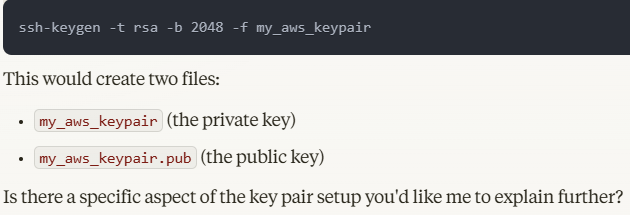 ssh-keygen -t rsa -b 2048 -f my_aws_keypair
This would create two files:
• my_aws_keypair (the private key)
• my_aws_keypair.pub (the public key)
Is there a specific aspect of the key pair setup you'd like me to explain further?